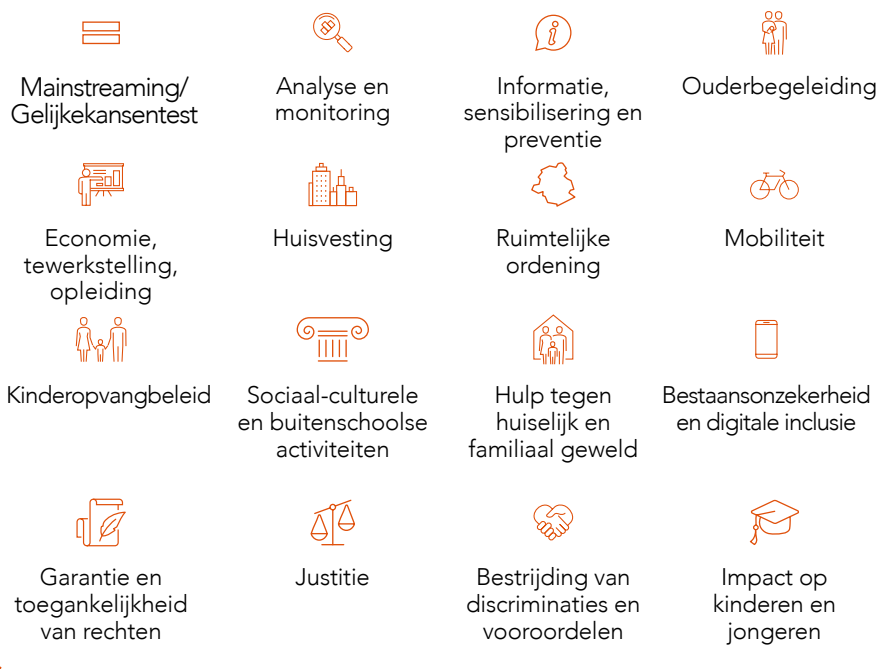 Mainstreaming/
Gelijkekansentest
Analyse en
monitoring
Informatie,
sensibilisering en
preventie
Ouderbegeleiding
Economie,
tewerkstelling,
opleiding
Huisvesting
Ruimtelijke
ordening
Mobiliteit
Kinderopvangbeleid
Sociaal-culturele
en buitenschoolse
activiteiten
Hulp tegen
huiselijk en
familiaal geweld
Bestaansonzekerheid
en digitale inclusie
Garantie en
toegankelijkheid
van rechten
Justitie
Bestrijding van
discriminaties en
vooroordelen
Impact op
kinderen en
jongeren